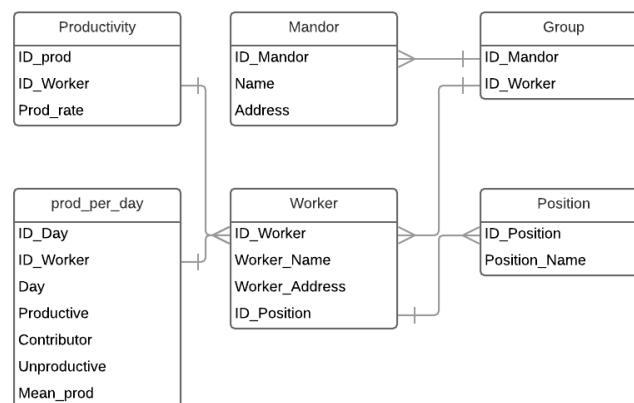 Productivity
ID_prod
ID_Worker
Prod_rate
Mandor
ID_Mandor
Name
Address
Group
ID_Mandor
ID_Worker
prod_per_day
ID_Day
ID_Worker
Day
Productive
Contributor
Unproductive
Mean_prod
Worker
ID_Worker
Worker_Name
Worker_Address
ID_Position
Position
ID_Position
Position_Name